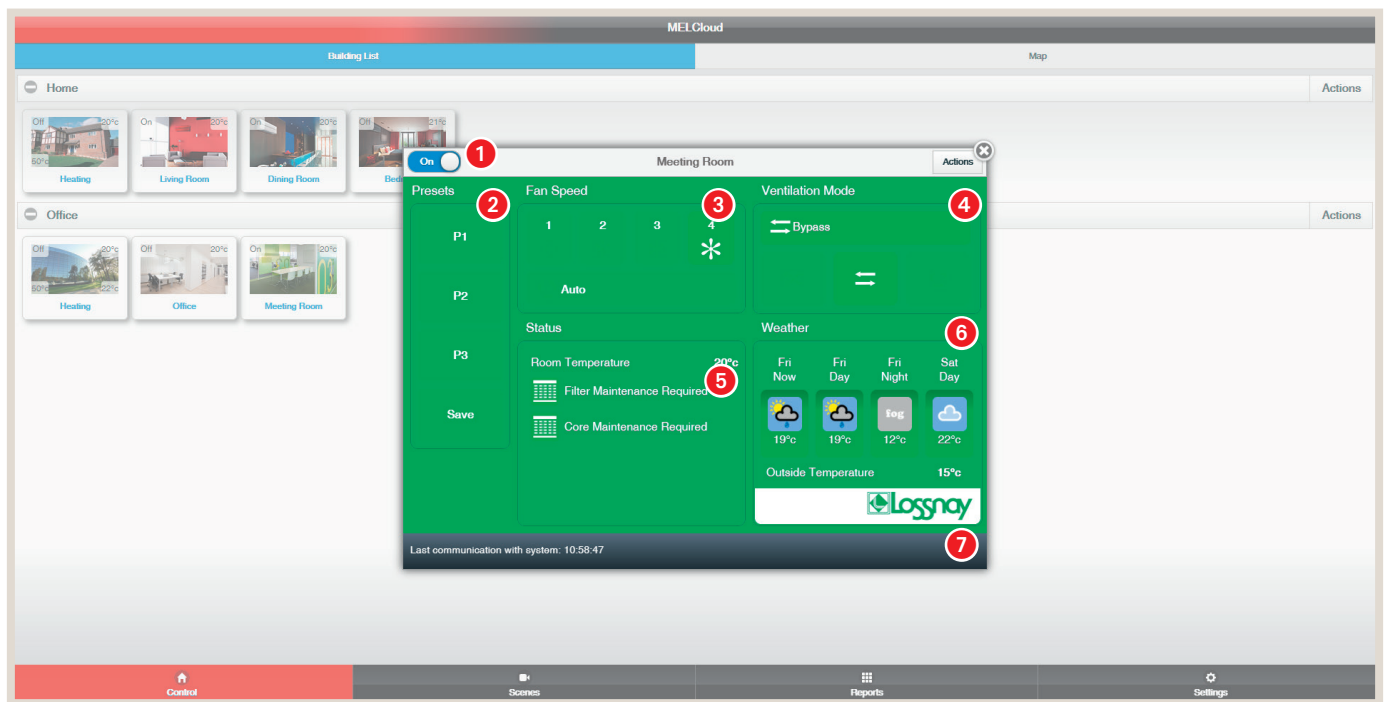 MELCloud
Building List Map
Home Actions
Off 20°c On 20°c On 20°c Off 21°c
50°c
Heating Living Room Dining Room Bed
Office Actions
Off 20°c Off 20°c On 20°c
50°c 22°c
Heating Office Meeting Room
On 1 Meeting Room Actions
Presets 2
P1
P2
P3
Save
Fan Speed 3
1 2 3 4
Auto
Ventilation Mode 4
Bypass
Status
Room Temperature 20°c
5
Filter Maintenance Required
Core Maintenance Required
Weather 6
Fri Fri Fri Sat
Now Day Night Day
fog
19°c 19°c 12°c 22°c
Outside Temperature 15°c
Lossnay
Last communication with system: 10:58:47 7
Control Scenes Reports Settings